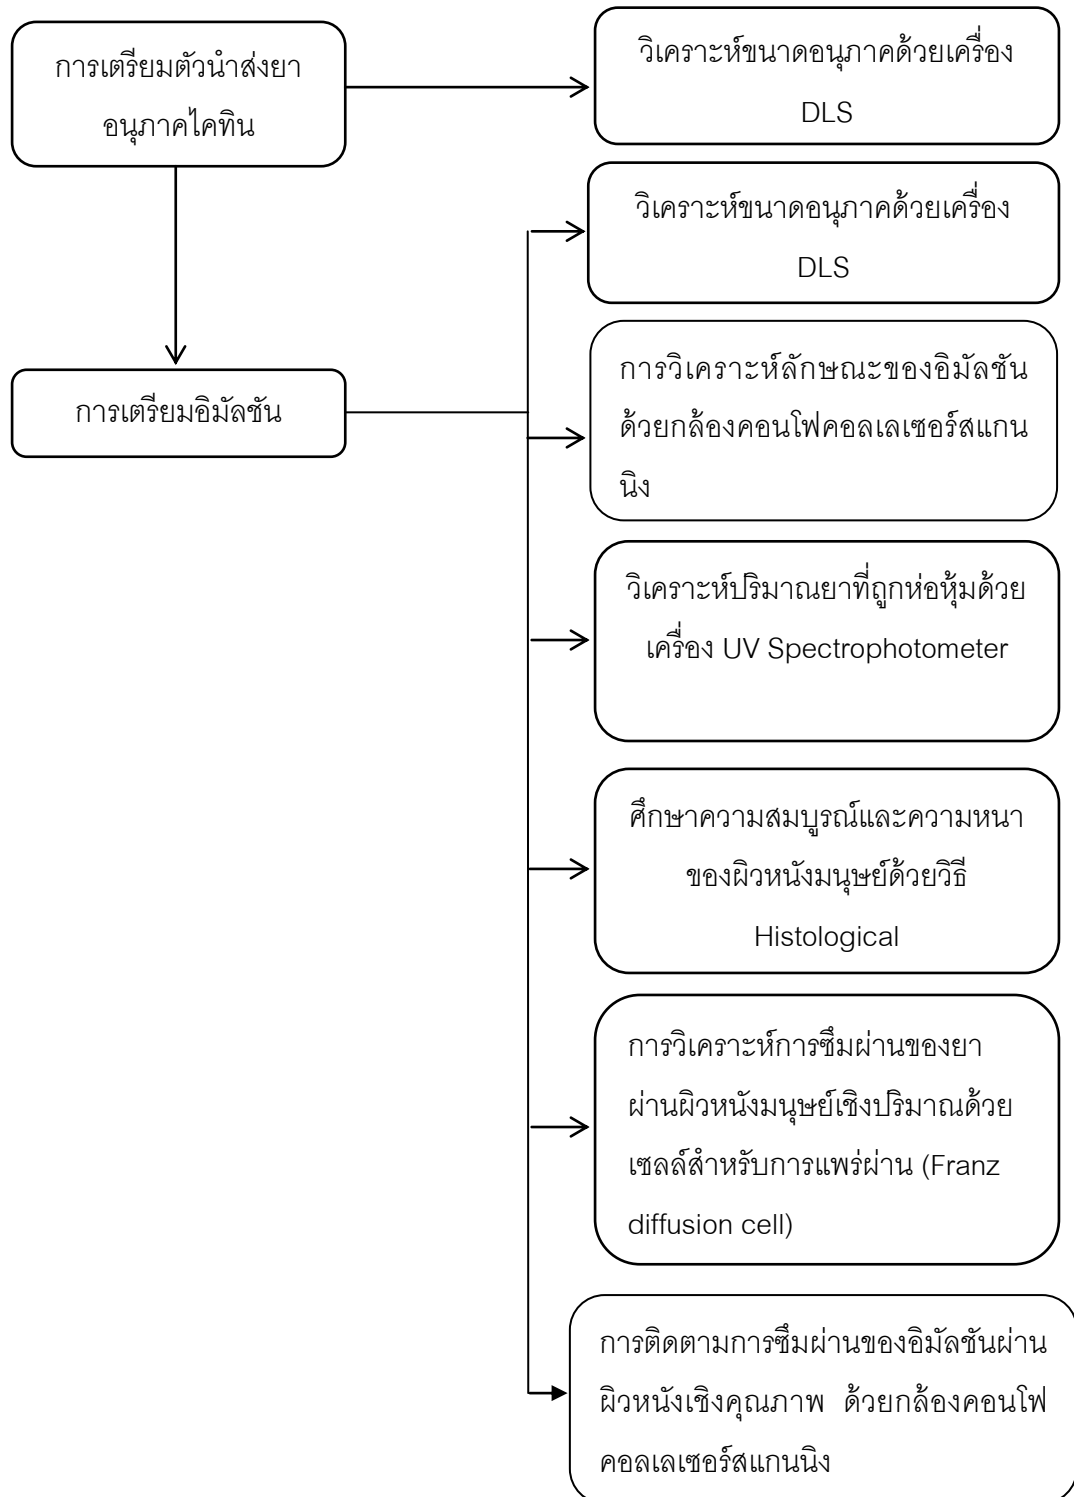 การเตรียมตัวนำส่งยา
อนุภาคไคทิน
วิเคราะห์ขนาดอนุภาคด้วยเครื่อง
DLS
วิเคราะห์ขนาดอนุภาคด้วยเครื่อง
DLS
การเตรียมอิมัลชัน
การวิเคราะห์ลักษณะของอิมัลชัน
ด้วยกล้องคอนโฟคอลเลเซอร์สแกน
นิง
วิเคราะห์ปริมาณยาที่ถูกห่อหุ้มด้วย
เครื่อง UV Spectrophotometer
ศึกษาความสมบูรณ์และความหนา
ของผิวหนังมนุษย์ด้วยวิธี
Histological
การวิเคราะห์การซึมผ่านของยา
ผ่านผิวหนังมนุษย์เชิงปริมาณด้วย
เซลล์สำหรับการแพร่ผ่าน (Franz
diffusion cell)
การติดตามการซึมผ่านของอิมัลชันผ่าน
ผิวหนังเชิงคุณภาพ ด้วยกล้องคอนโฟ
คอลเลเซอร์สแกนนิง